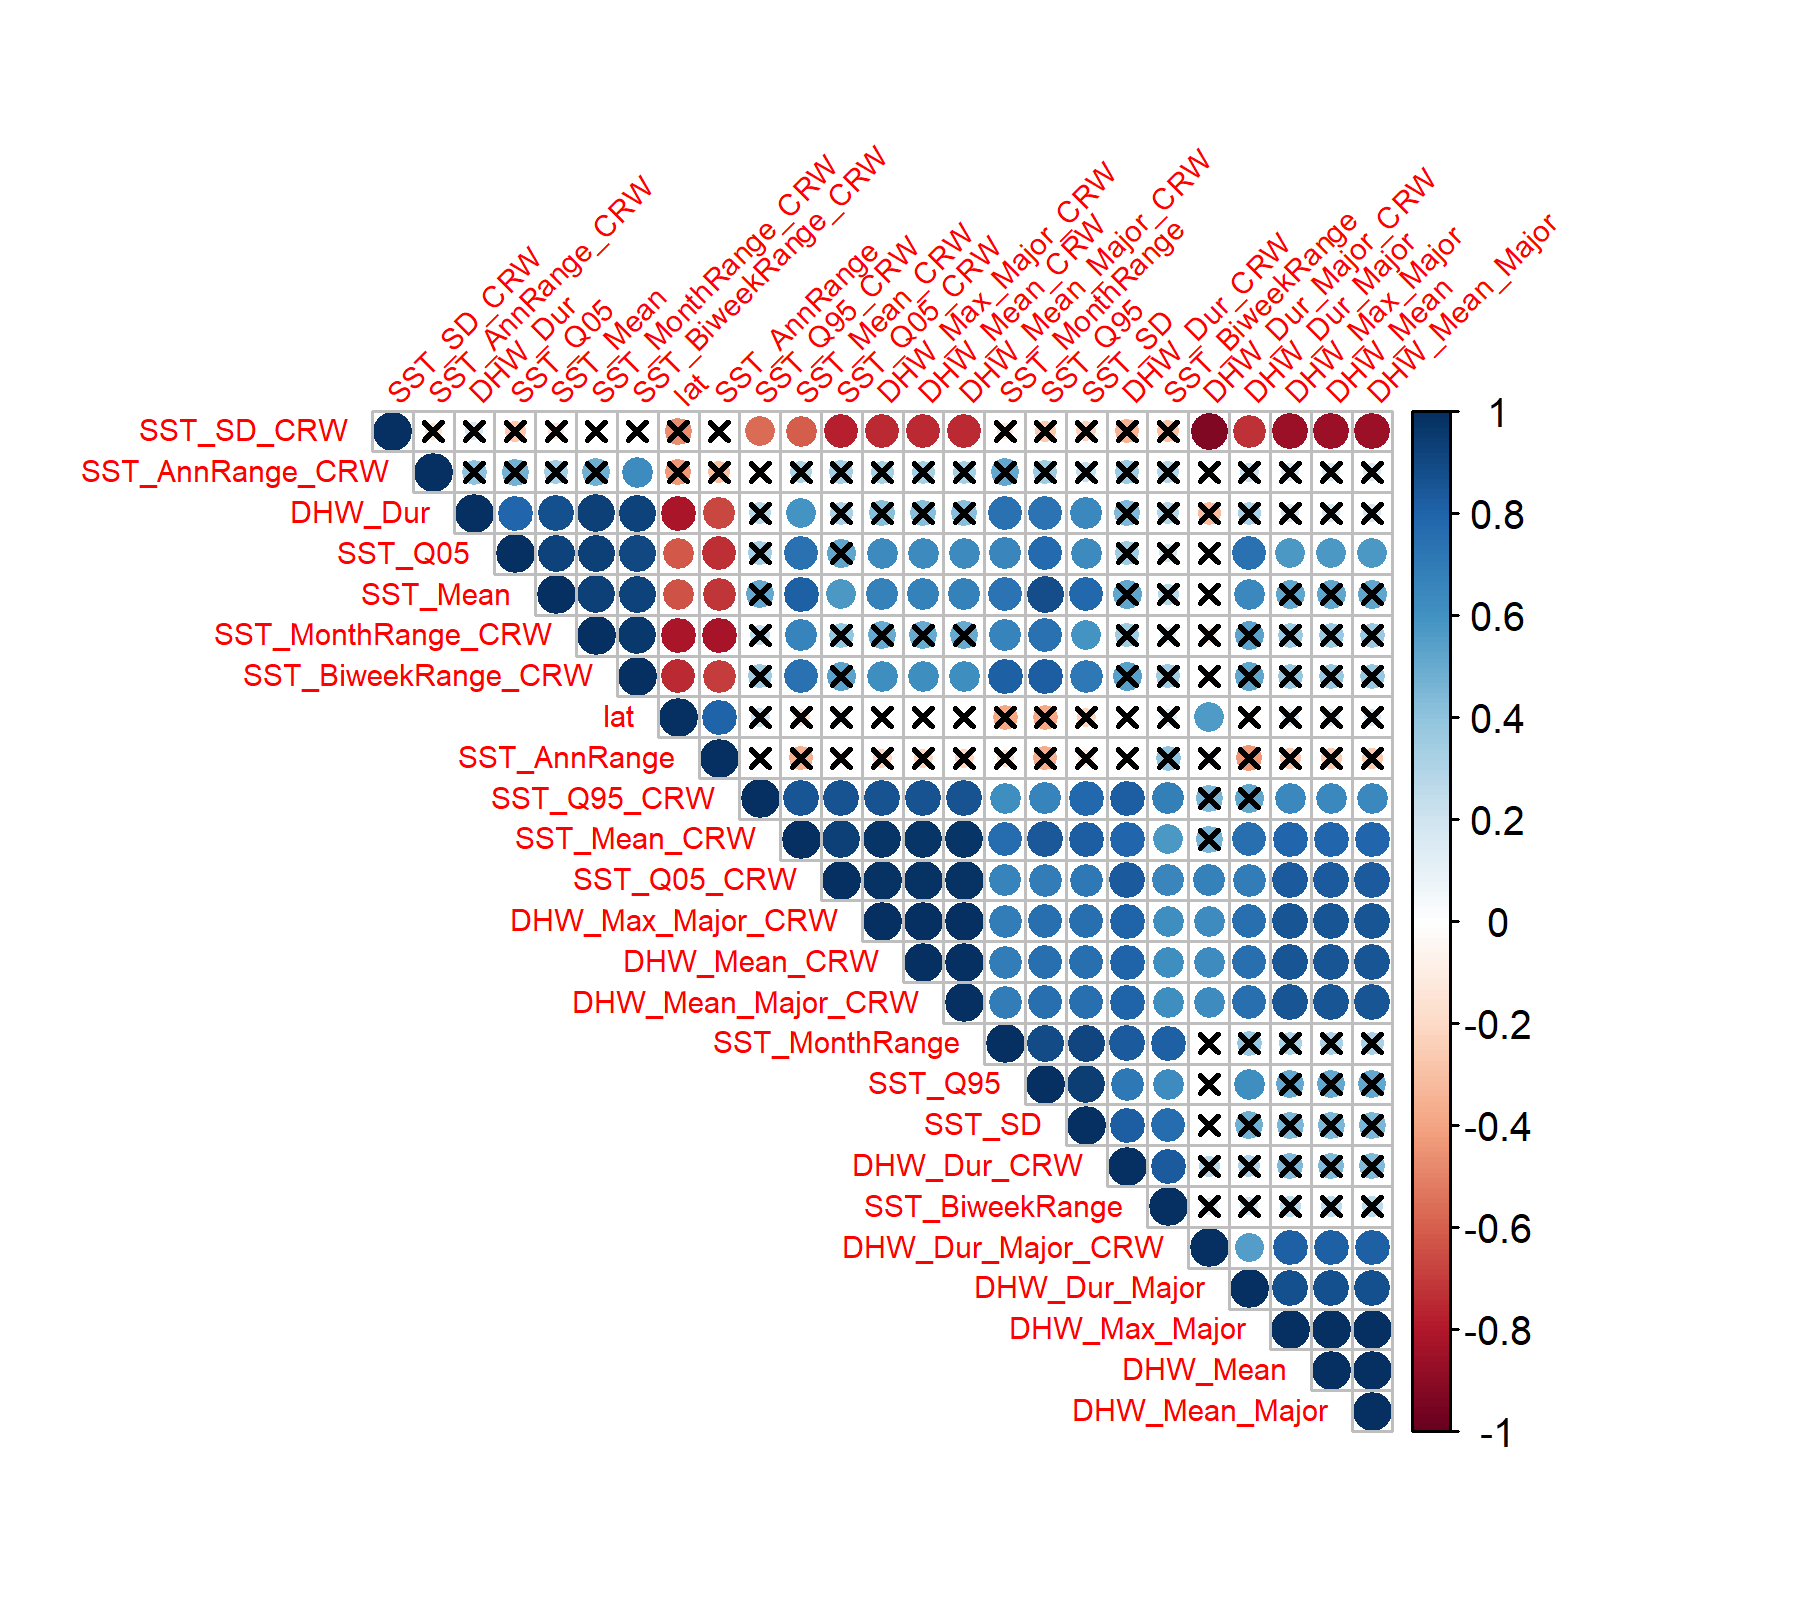 SST_SD_CRW
SST_AnnRange_CRW
DHW_Dur
SST_Q05
SST_Mean
SST_MonthRange_CRW
SST_BiweekRange_CRW
lat
SST_AnnRange
SST_Q95_CRW
SST_Mean_CRW
SST_Q05_CRW
DHW_Max_Major_CRW
DHW_Mean_CRW
DHW_Mean_Major_CRW
SST_MonthRange
SST_Q95
SST_SD
DHW_Dur_CRW
SST_BiweekRange
DHW_Dur_Major_CRW
DHW_Dur_Major
DHW_Max_Major
DHW_Mean
DHW_Mean_Major
SST_SD_CRW
SST_AnnRange_CRW
DHW_Dur
SST_Q05
SST_Mean
SST_MonthRange_CRW
SST_BiweekRange_CRW
lat
SST_AnnRange
SST_Q95_CRW
SST_Mean_CRW
SST_Q05_CRW
DHW_Max_Major_CRW
DHW_Mean_CRW
DHW_Mean_Major_CRW
SST_MonthRange
SST_Q95
SST_SD
DHW_Dur_CRW
SST_BiweekRange
DHW_Dur_Major_CRW
DHW_Dur_Major
DHW_Max_Major
DHW_Mean
DHW_Mean_Major
1
0.8
0.6
0.4
0.2
0
-0.2
-0.4
-0.6
-0.8
-1